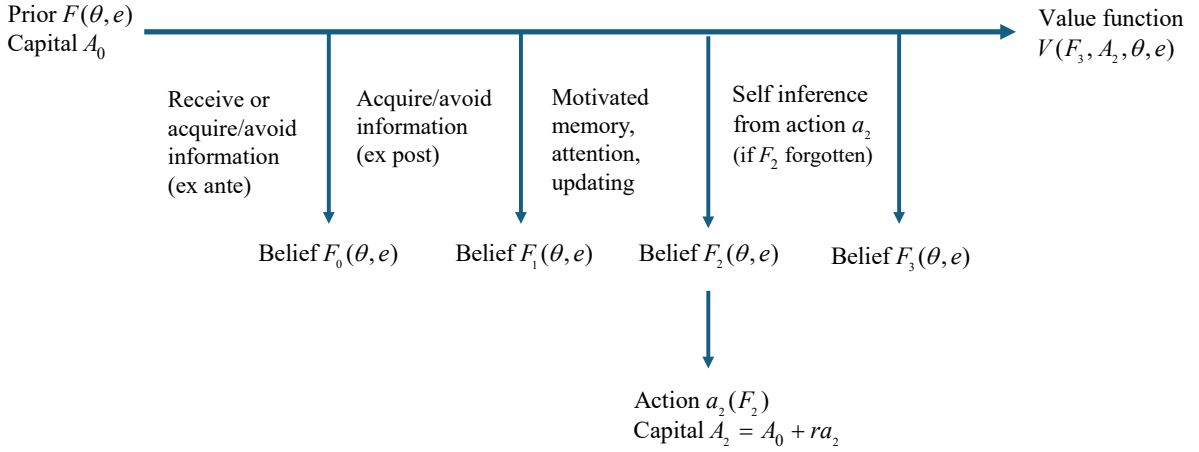 Prior F(θ, e)
Capital A₀
Value function
V(F₃, A₂, θ, e)
Receive or
acquire/avoid
information
(ex ante)
Acquire/avoid
information
(ex post)
Motivated
memory,
attention,
updating
Self inference
from action a₂
(if F₂ forgotten)
Belief F₀(θ, e)
Belief F₁(θ, e)
Belief F₂(θ, e)
Belief F₃(θ, e)
Action a₂(F₂)
Capital A₂ = A₀ + ra₂